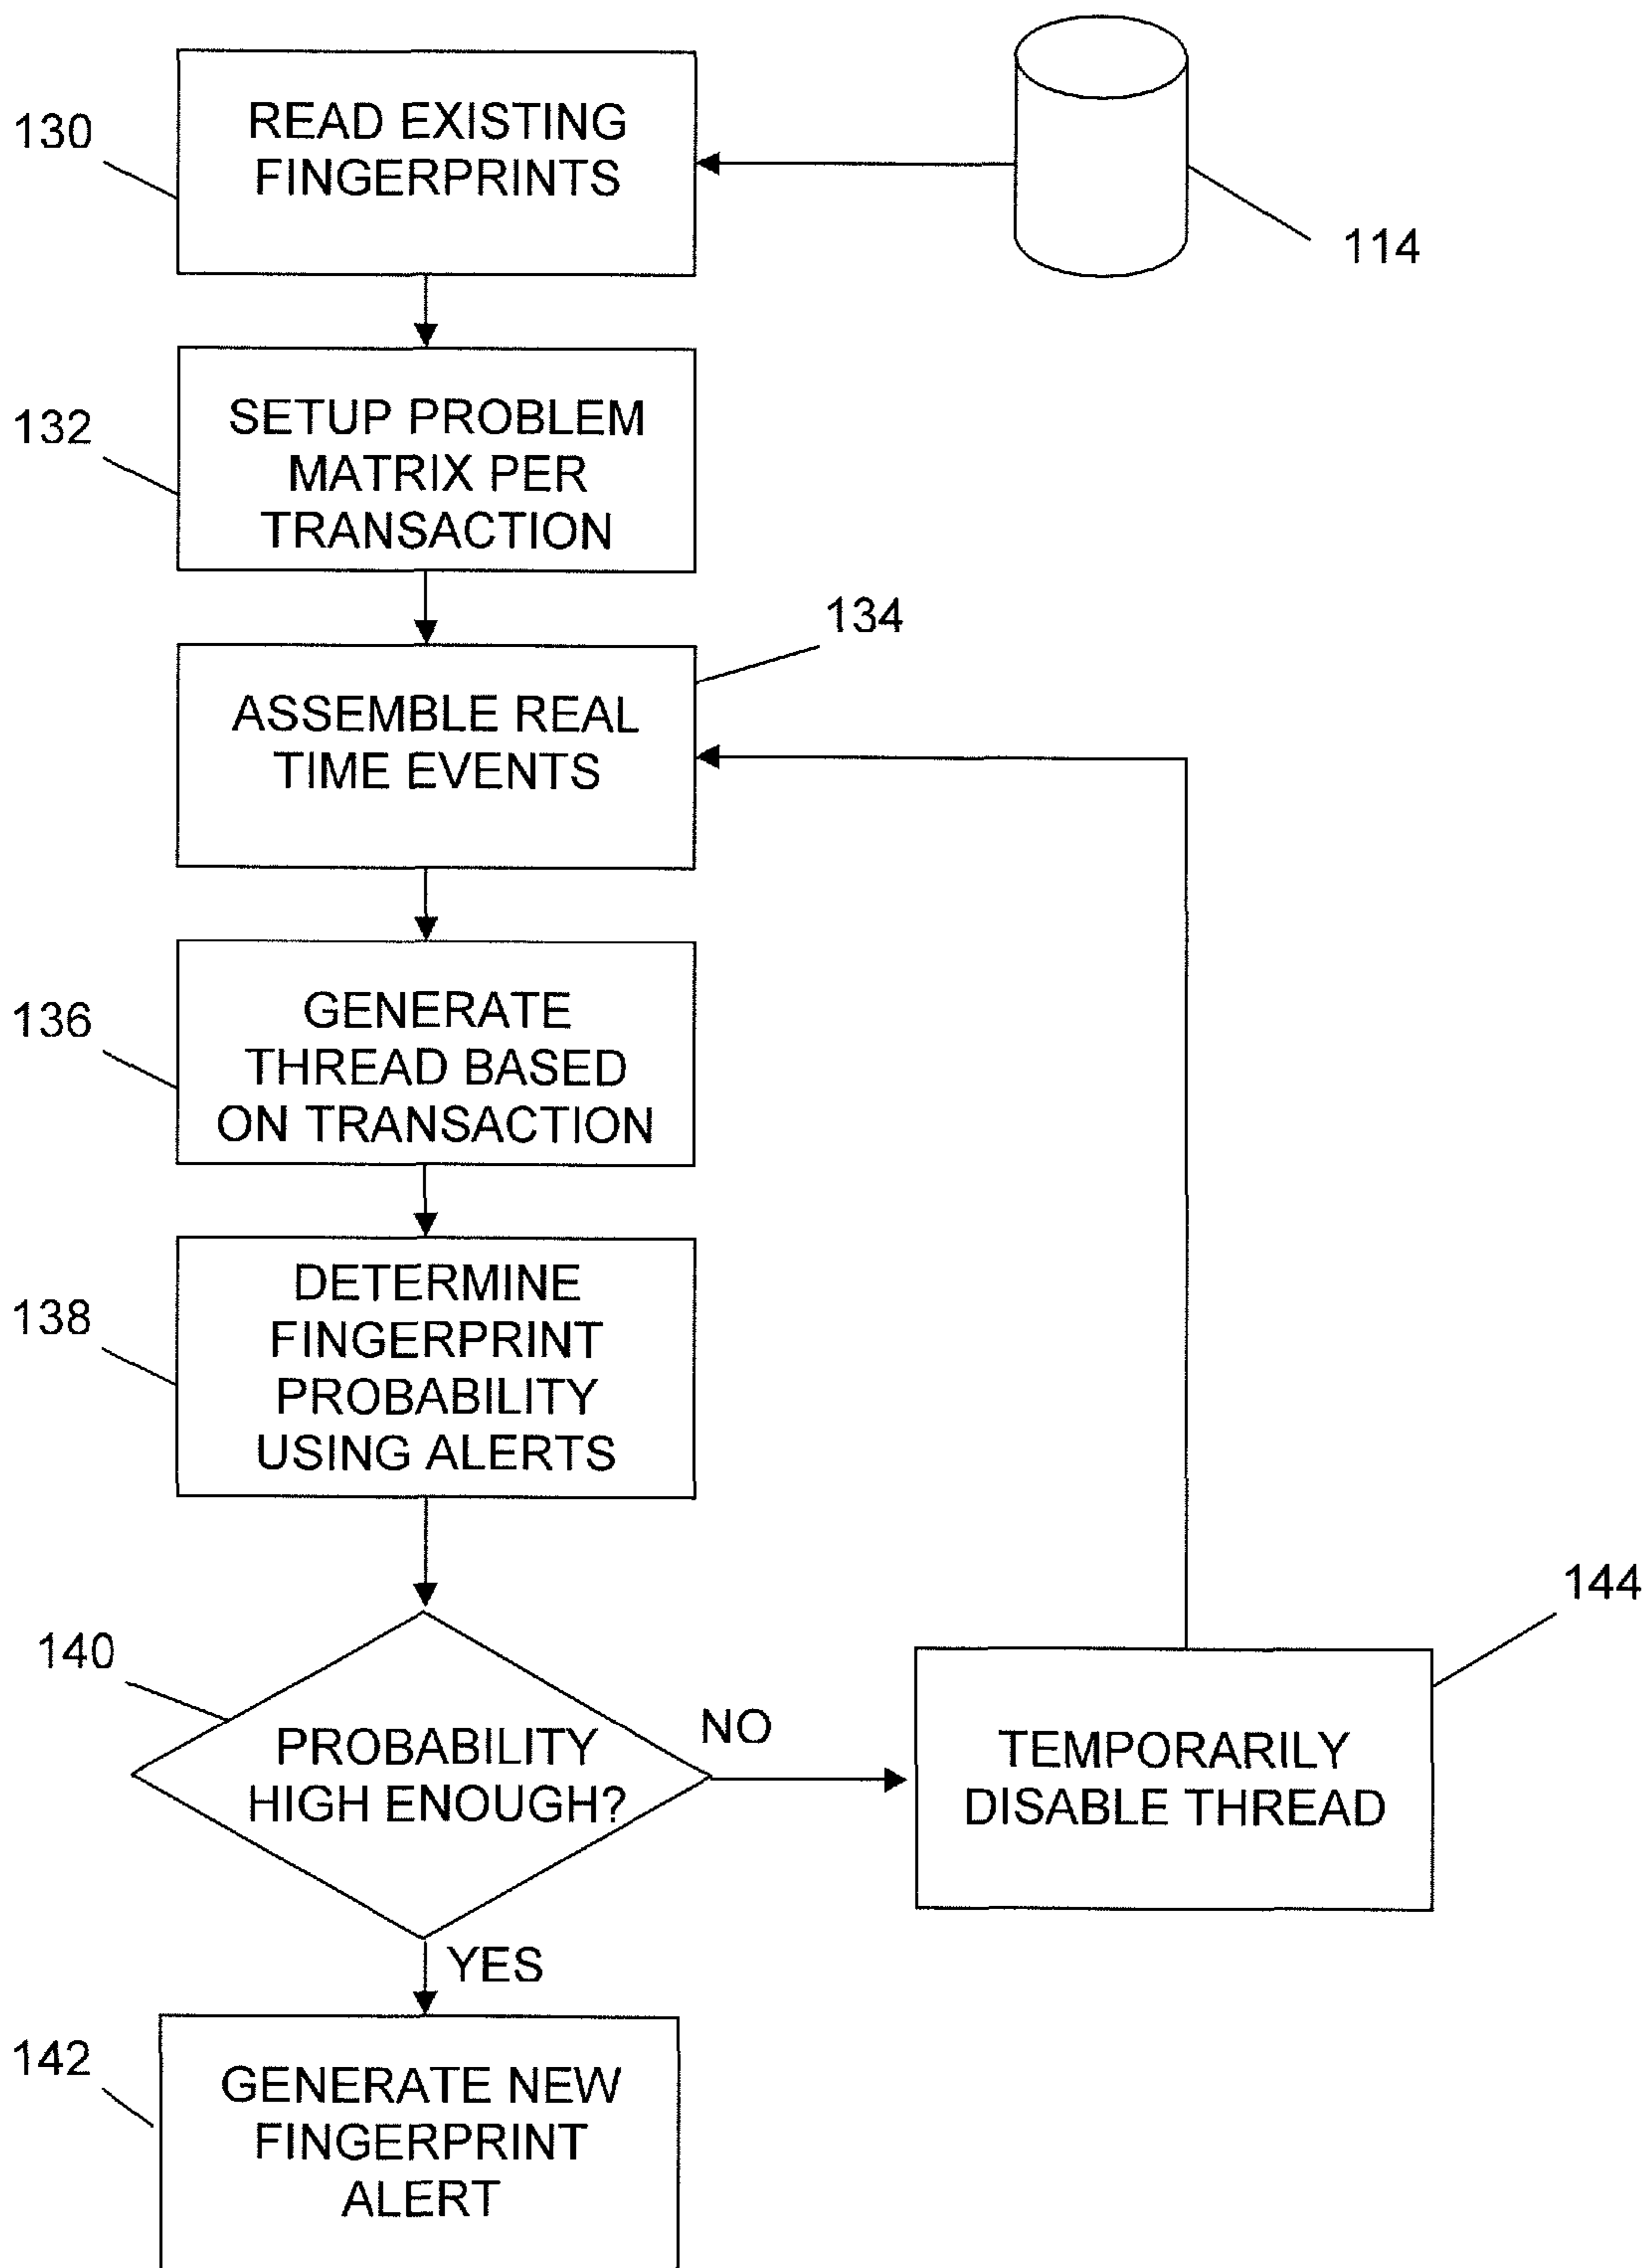 130
READ EXISTING
FINGERPRINTS
114
132
SETUP PROBLEM
MATRIX PER
TRANSACTION
134
ASSEMBLE REAL
TIME EVENTS
136
GENERATE
THREAD BASED
ON TRANSACTION
138
DETERMINE
FINGERPRINT
PROBABILITY
USING ALERTS
140
PROBABILITY
HIGH ENOUGH?
NO
144
TEMPORARILY
DISABLE THREAD
YES
142
GENERATE NEW
FINGERPRINT
ALERT